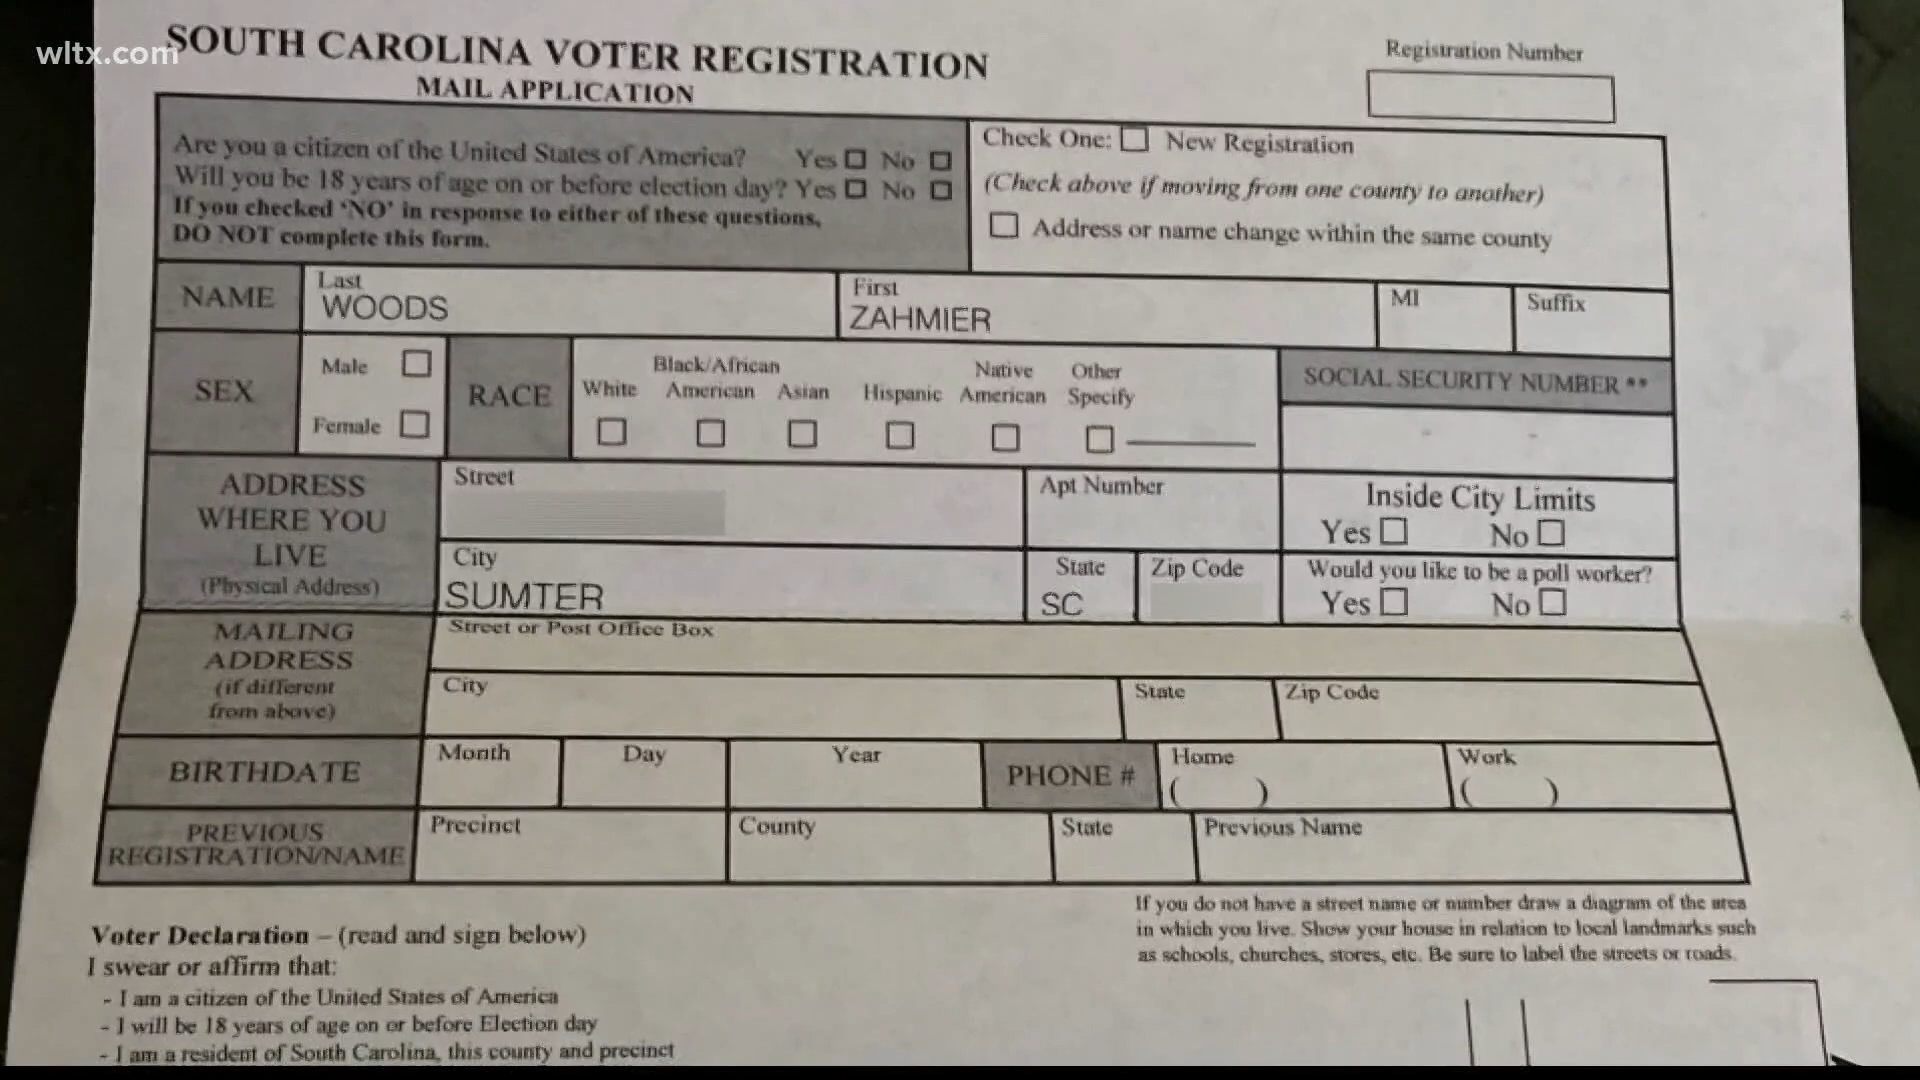 wltx.com
SOUTH CAROLINA VOTER REGISTRATION
MAIL APPLICATION
Registration Number
Are you a citizen of the United States of America? Yes No
Will you be 18 years of age on or before election day? Yes No
If you checked ‘NO’ in response to either of these questions,
DO NOT complete this form.
Check One: New Registration
(Check above if moving from one county to another)
Address or name change within the same county
NAME
Last
WOODS
First
ZAHMIER
MI
Suffix
SEX
Male
Female
RACE
White
Black/African
American
Asian
Hispanic
Native
American
Other
Specify
SOCIAL SECURITY NUMBER **
- -
ADDRESS
WHERE YOU
LIVE
(Physical Address)
Street
Apt Number
Inside City Limits
Yes No
City
SUMTER
State
SC
Zip Code
Would you like to be a poll worker?
Yes No
MAILING
ADDRESS
(if different
from above)
Street or Post Office Box
City
State
Zip Code
BIRTHDATE
Month
Day
Year
PHONE #
Home
( )
Work
( )
PREVIOUS
REGISTRATION/NAME
Precinct
County
State
Previous Name
Voter Declaration – (read and sign below)
I swear or affirm that:
- I am a citizen of the United States of America
- I will be 18 years of age on or before Election day
- I am a resident of South Carolina, this county and precinct
If you do not have a street name or number draw a diagram of the area
in which you live. Show your house in relation to local landmarks such
as schools, churches, stores, etc. Be sure to label the streets or roads.